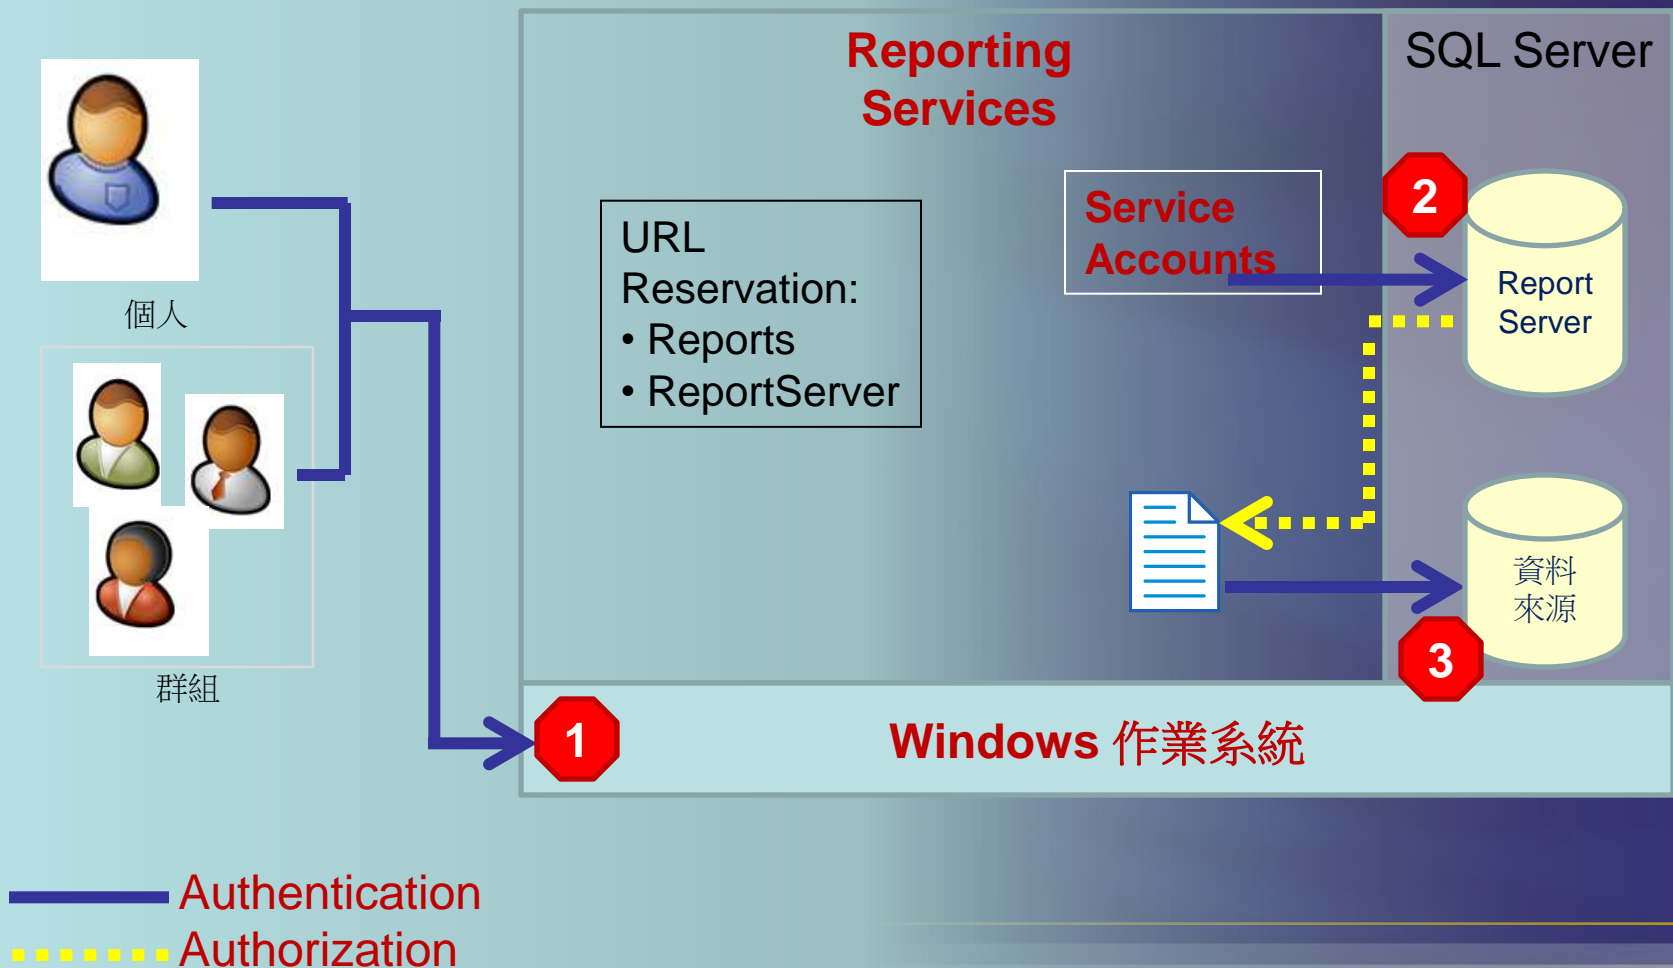 Reporting
Services
SQL Server
個人
群組
URL
Reservation:
• Reports
• ReportServer
Service
Accounts
2
Report
Server
資料
來源
3
1
Windows 作業系統
Authentication
Authorization